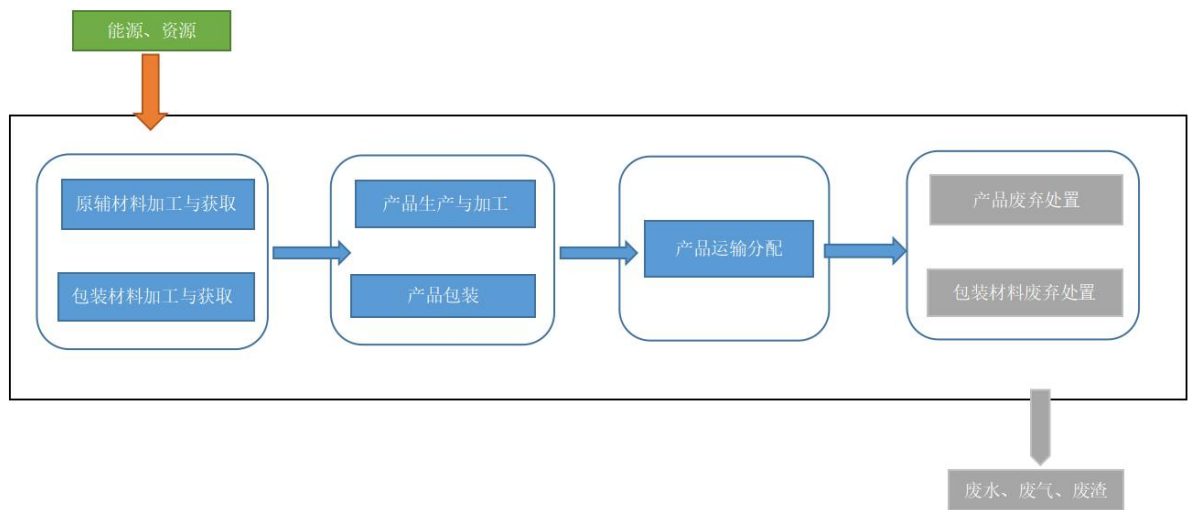 能源、资源
原辅材料加工与获取
包装材料加工与获取
产品生产与加工
产品包装
产品运输分配
产品废弃处置
包装材料废弃处置
废水、废气、废渣